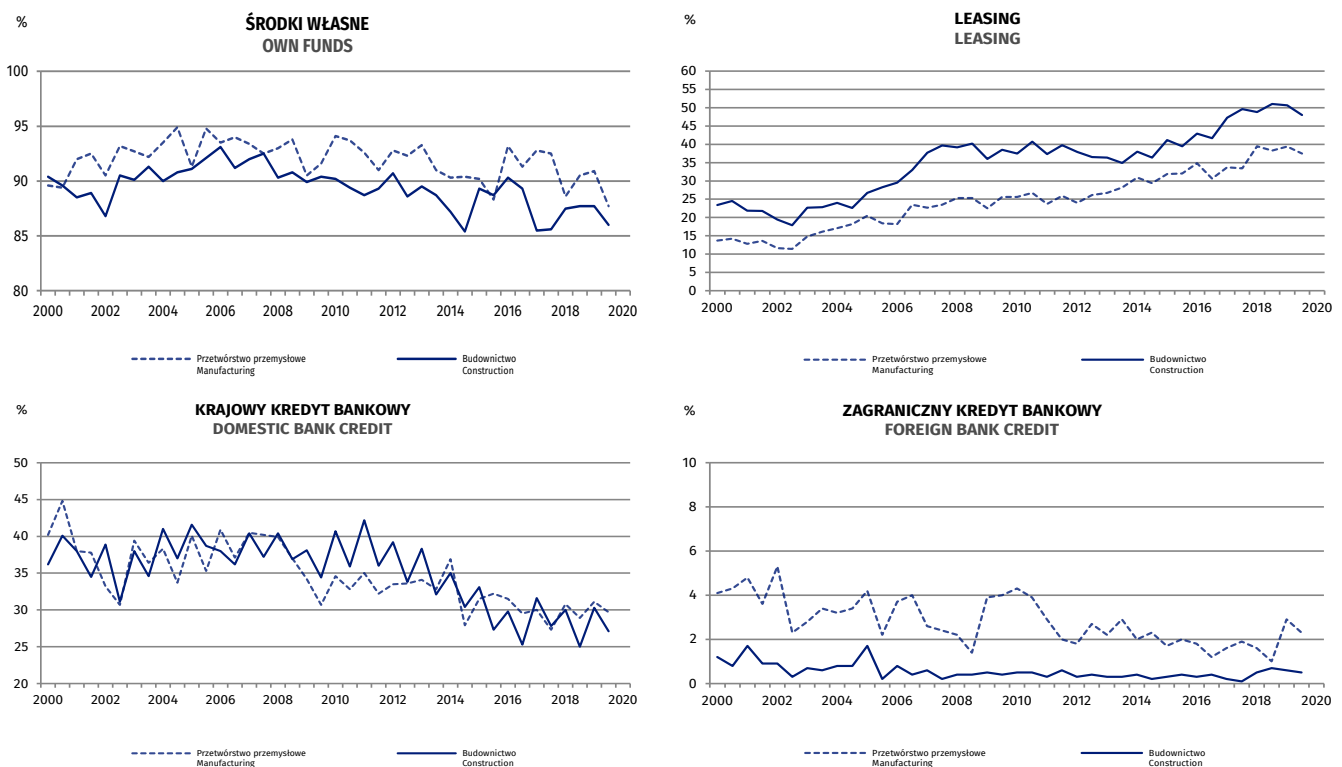 %
ŚRODKI WŁASNE
OWN FUNDS
100
95
90
85
80
2000 2002 2004 2006 2008 2010 2012 2014 2016 2018 2020
Przetwórstwo przemysłowe
Manufacturing
Budownictwo
Construction
%
LEASING
LEASING
60
55
50
45
40
35
30
25
20
15
10
5
0
2000 2002 2004 2006 2008 2010 2012 2014 2016 2018 2020
Przetwórstwo przemysłowe
Manufacturing
Budownictwo
Construction
%
KRAJOWY KREDYT BANKOWY
DOMESTIC BANK CREDIT
50
45
40
35
30
25
20
2000 2002 2004 2006 2008 2010 2012 2014 2016 2018 2020
Przetwórstwo przemysłowe
Manufacturing
Budownictwo
Construction
%
ZAGRANICZNY KREDYT BANKOWY
FOREIGN BANK CREDIT
10
8
6
4
2
0
2000 2002 2004 2006 2008 2010 2012 2014 2016 2018 2020
Przetwórstwo przemysłowe
Manufacturing
Budownictwo
Construction